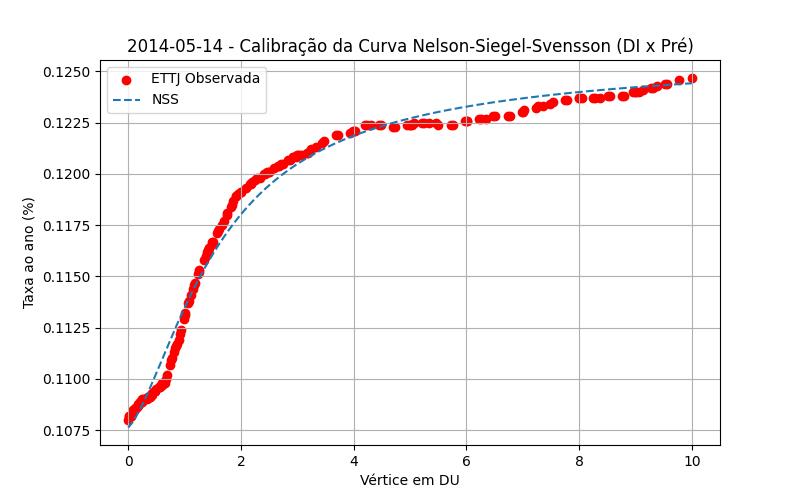 2014-05-14 - Calibração da Curva Nelson-Siegel-Svensson (DI x Pré)
ETTJ Observada
NSS
Taxa ao ano (%)
0.1250
0.1225
0.1200
0.1175
0.1150
0.1125
0.1100
0.1075
0 2 4 6 8 10
Vértice em DU